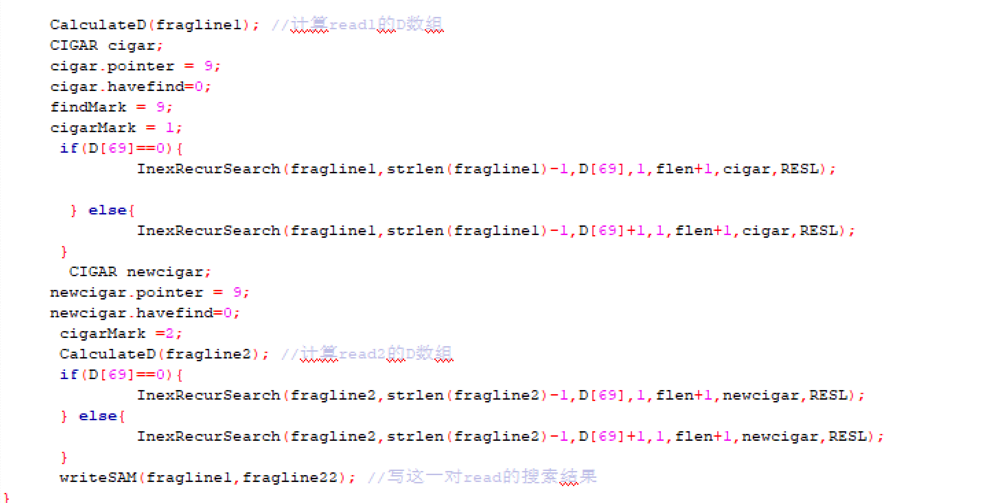 CalculateD(fragline1); //计算read1的D数组
CIGAR cigar;
cigar.pointer = 9;
cigar.havefind=0;
findMark = 9;
cigarMark = 1;
if(D[69]==0){
InexRecurSearch(fragline1,strlen(fragline1)-1,D[69],1,flen+1,cigar,RESL);
} else{
InexRecurSearch(fragline1,strlen(fragline1)-1,D[69]+1,1,flen+1,cigar,RESL);
}
CIGAR newcigar;
newcigar.pointer = 9;
newcigar.havefind=0;
cigarMark =2;
CalculateD(fragline2); //计算read2的D数组
if(D[69]==0){
InexRecurSearch(fragline2,strlen(fragline2)-1,D[69],1,flen+1,newcigar,RESL);
} else{
InexRecurSearch(fragline2,strlen(fragline2)-1,D[69]+1,1,flen+1,newcigar,RESL);
}
writeSAM(fragline1,fragline22); //写这一对read的搜索结果
}